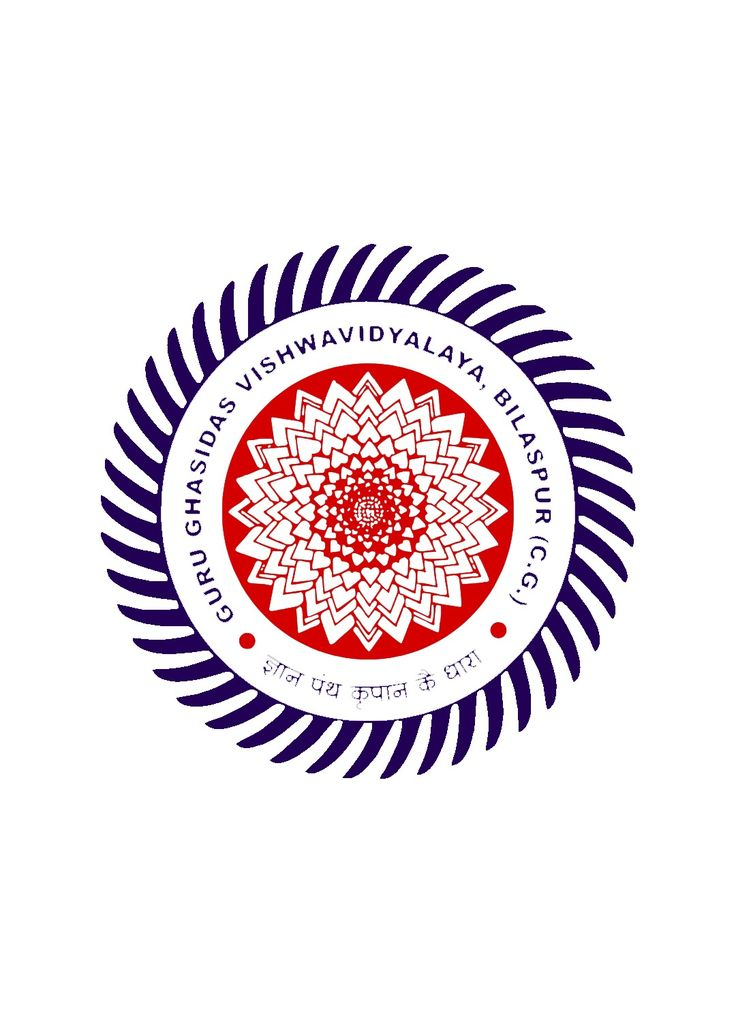 GURU GHASIDAS VISHWAVIDYALAYA, BILASPUR (C.G.)
ज्ञान पंथ कृपान कै धारा